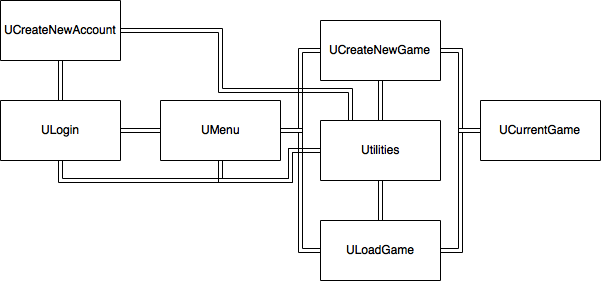 UCreateNewAccount
UCreateNewGame
ULogin
UMenu
Utilities
UCurrentGame
ULoadGame